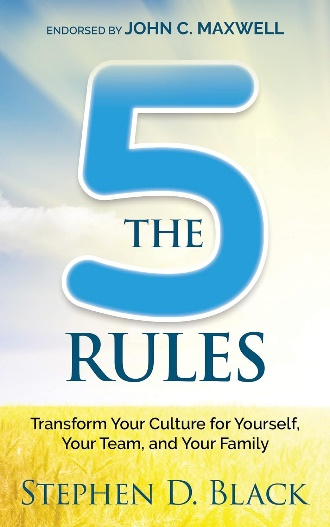 ENDORSED BY JOHN C. MAXWELL
THE
5
RULES
Transform Your Culture for Yourself,
Your Team, and Your Family
STEPHEN D. BLACK